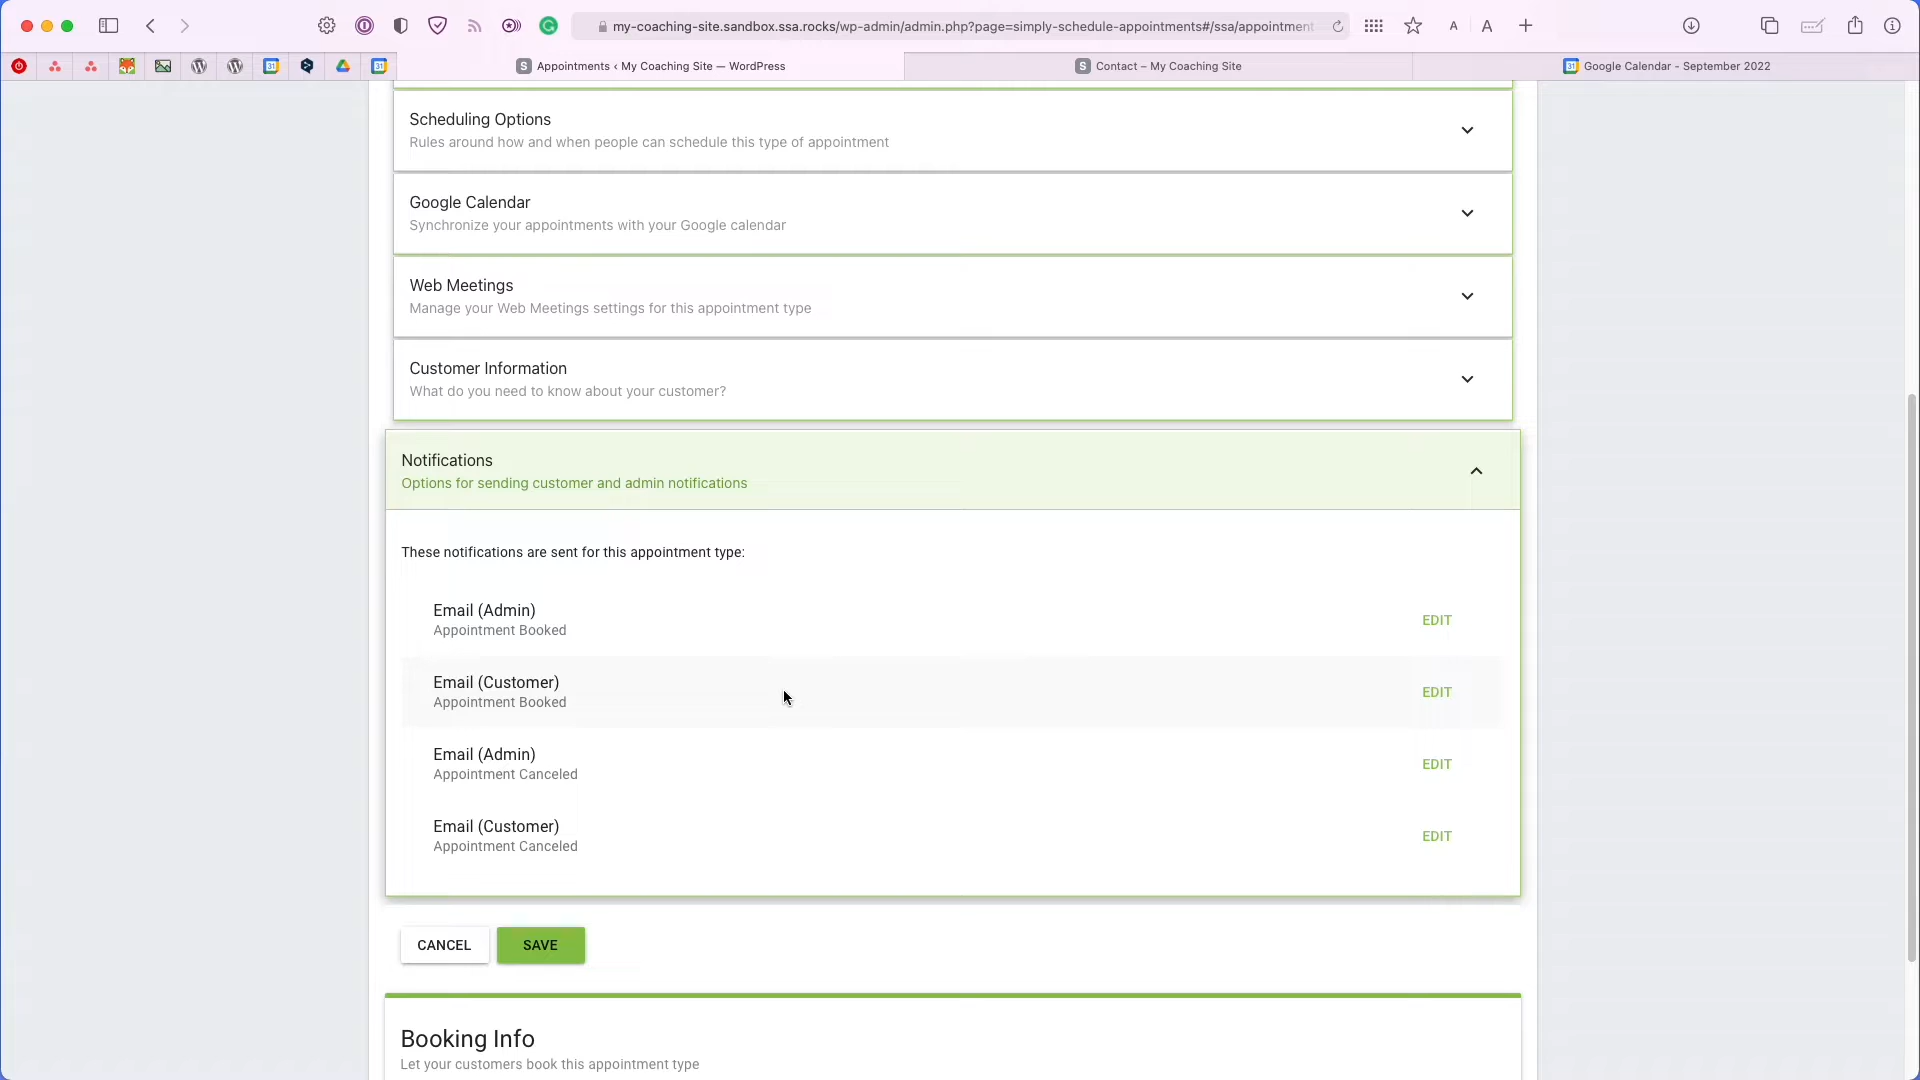 my-coaching-site.sandbox.ssa.rocks/wp-admin/admin.php?page=simply-schedule-appointments#/ssa/appointment
A A
Appointments ‹ My Coaching Site — WordPress
Contact – My Coaching Site
Google Calendar - September 2022
Scheduling Options
Rules around how and when people can schedule this type of appointment
Google Calendar
Synchronize your appointments with your Google calendar
Web Meetings
Manage your Web Meetings settings for this appointment type
Customer Information
What do you need to know about your customer?
Notifications
Options for sending customer and admin notifications
These notifications are sent for this appointment type:
Email (Admin)
Appointment Booked
EDIT
Email (Customer)
Appointment Booked
EDIT
Email (Admin)
Appointment Canceled
EDIT
Email (Customer)
Appointment Canceled
EDIT
CANCEL SAVE
Booking Info
Let your customers book this appointment type